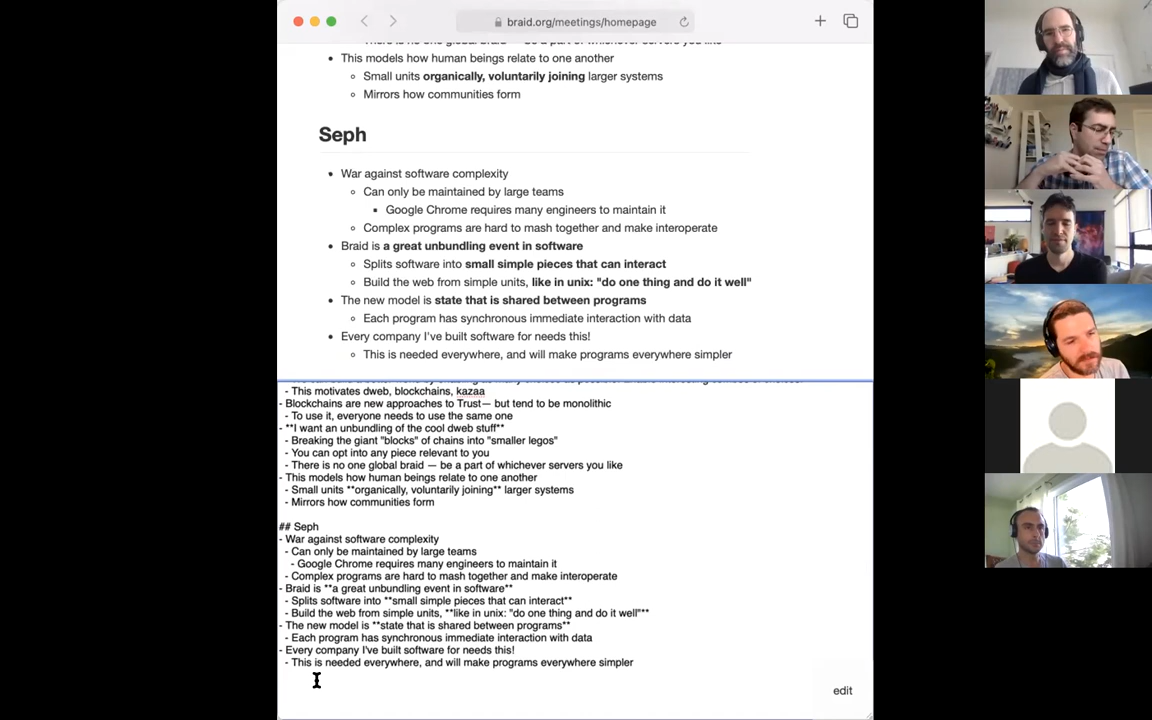 braid.org/meetings/homepage
There is no one global braid — be a part of whichever servers you like
This models how human beings relate to one another
Small units organically, voluntarily joining larger systems
Mirrors how communities form
Seph
War against software complexity
Can only be maintained by large teams
Google Chrome requires many engineers to maintain it
Complex programs are hard to mash together and make interoperate
Braid is a great unbundling event in software
Splits software into small simple pieces that can interact
Build the web from simple units, like in unix: "do one thing and do it well"
The new model is state that is shared between programs
Each program has synchronous immediate interaction with data
Every company I've built software for needs this!
This is needed everywhere, and will make programs everywhere simpler
- This motivates dweb, blockchains, kazaa
- Blockchains are new approaches to Trust— but tend to be monolithic
- To use it, everyone needs to use the same one
- **I want an unbundling of the cool dweb stuff**
- Breaking the giant "blocks" of chains into "smaller legos"
- You can opt into any piece relevant to you
- There is no one global braid — be a part of whichever servers you like
- This models how human beings relate to one another
- Small units **organically, voluntarily joining** larger systems
- Mirrors how communities form
## Seph
- War against software complexity
- Can only be maintained by large teams
- Google Chrome requires many engineers to maintain it
- Complex programs are hard to mash together and make interoperate
- Braid is **a great unbundling event in software**
- Splits software into **small simple pieces that can interact**
- Build the web from simple units, **like in unix: "do one thing and do it well"**
- The new model is **state that is shared between programs**
- Each program has synchronous immediate interaction with data
- Every company I've built software for needs this!
- This is needed everywhere, and will make programs everywhere simpler
edit